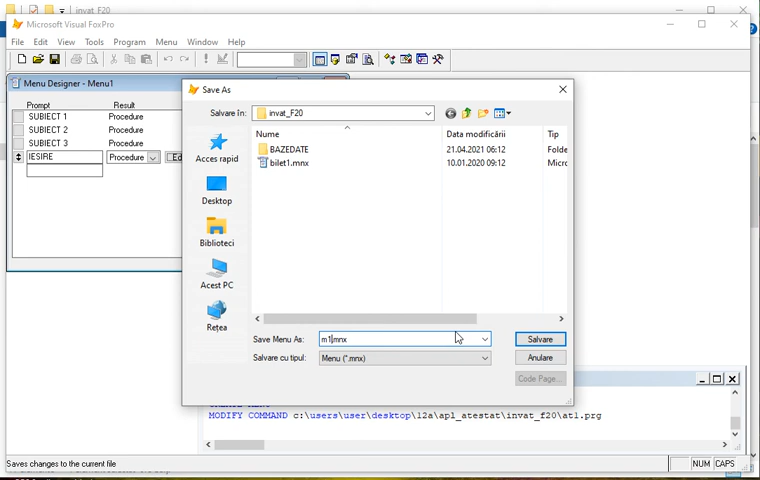 invat_F20
Microsoft Visual FoxPro
File Edit View Tools Program Menu Window Help
Menu Designer - Menu1
Prompt Result
SUBIECT 1 Procedure
SUBIECT 2 Procedure
SUBIECT 3 Procedure
IESIRE Procedure Ed
Save As
Salvare în: invat_F20
Nume Data modificării Tip
BAZEDATE 21.04.2021 06:12 Folde
bilet1.mnx 10.01.2020 09:12 Micro
Acces rapid
Desktop
Biblioteci
Acest PC
Rețea
Save Menu As: m1.mnx Salvare
Salvare cu tipul: Menu (*.mnx) Anulare
Code Page...
MODIFY COMMAND c:\users\user\desktop\12a\apl_atestat\invat_f20\at1.prg
Saves changes to the current file NUM CAPS